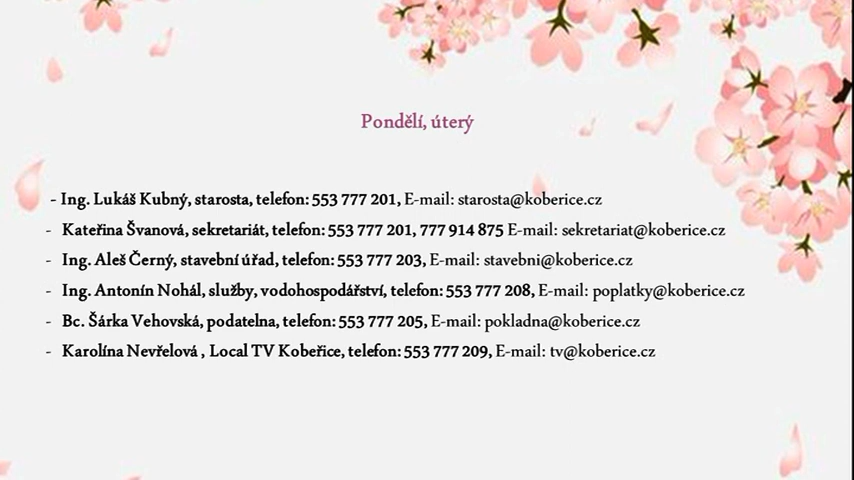 Pondělí, úterý
- Ing. Lukáš Kubný, starosta, telefon: 553 777 201, E-mail: starosta@koberice.cz
- Kateřina Švanová, sekretariát, telefon: 553 777 201, 777 914 875 E-mail: sekretariat@koberice.cz
- Ing. Aleš Černý, stavební úřad, telefon: 553 777 203, E-mail: stavebni@koberice.cz
- Ing. Antonín Nohál, služby, vodohospodářství, telefon: 553 777 208, E-mail: poplatky@koberice.cz
- Bc. Šárka Vehovská, podatelna, telefon: 553 777 205, E-mail: pokladna@koberice.cz
- Karolína Nevřelová , Local TV Kobeřice, telefon: 553 777 209, E-mail: tv@koberice.cz